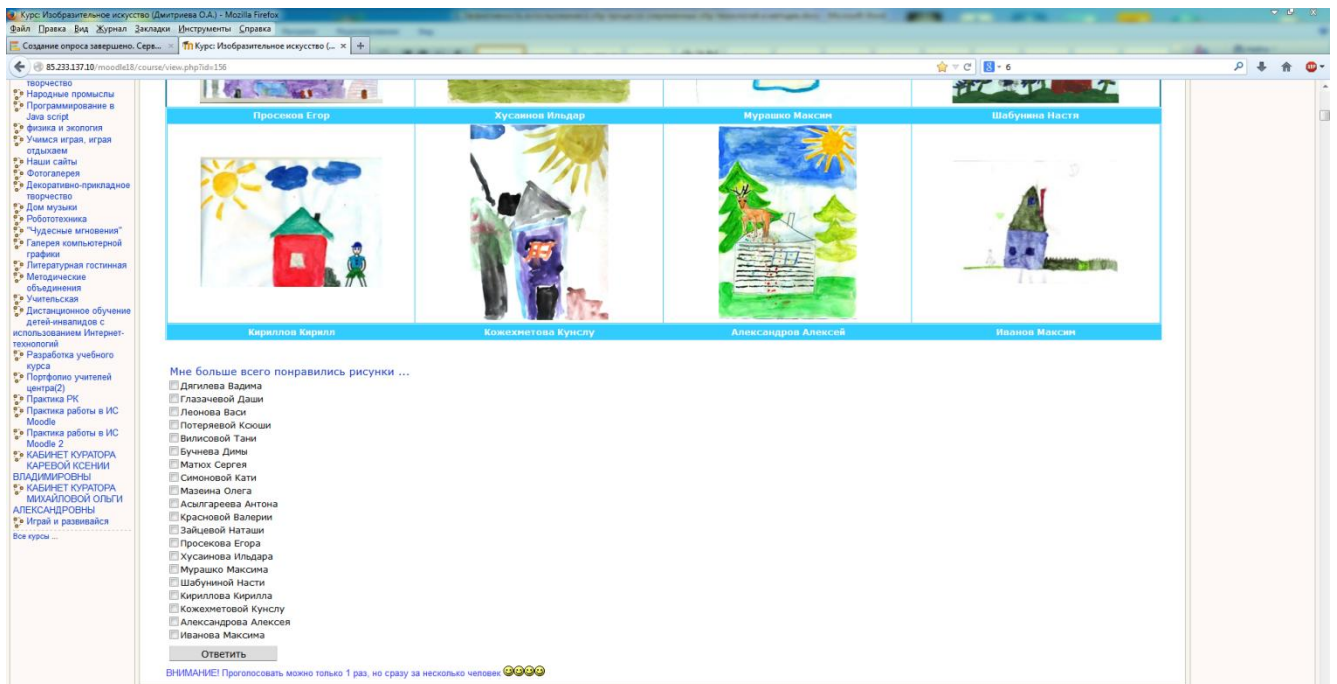 Курс: Изобразительное искусство (Дмитриева О.А.) - Mozilla Firefox
Файл Правка Вид Журнал Закладки Инструменты Справка
Создание опроса завершено. Серв...
Курс: Изобразительное искусство (...
85.233.137.10/moodle18/course/view.php?id=156
6
творчество
Народные промыслы
Программирование в
Java script
физика и экология
Учимся играя, играя
отдыхаем
Наши сайты
Фотогалерея
Декоративно-прикладное
творчество
Дом музыки
Робототехника
"Чудесные мгновения"
Галерея компьютерной
графики
Литературная гостинная
Методические
объединения
Учительская
Дистанционное обучение
детей-инвалидов с
использованием Интернет-
технологий
Разработка учебного
курса
Портфолио учителей
центра(2)
Практика РК
Практика работы в ИС
Moodle
Практика работы в ИС
Moodle 2
КАБИНЕТ КУРАТОРА
КАРЕВОЙ КСЕНИИ
ВЛАДИМИРОВНЫ
КАБИНЕТ КУРАТОРА
МИХАЙЛОВОЙ ОЛЬГИ
АЛЕКСАНДРОВНЫ
Играй и развивайся
Все курсы ...
Просеков Егор
Хусаинов Ильдар
Мурашко Максим
Шабунина Настя
Кириллов Кирилл
Кожехметова Кунслу
Александров Алексей
Иванов Максим
Мне больше всего понравились рисунки ...
Дягилева Вадима
Глазачевой Даши
Леонова Васи
Потеряевой Ксюши
Вилисовой Тани
Бучнева Димы
Матюх Сергея
Симоновой Кати
Мазеина Олега
Асылгареева Антона
Красновой Валерии
Зайцевой Наташи
Просекова Егора
Хусаинова Ильдара
Мурашко Максима
Шабуниной Насти
Кириллова Кирилла
Кожехметовой Кунслу
Александрова Алексея
Иванова Максима
Ответить
ВНИМАНИЕ! Проголосовать можно только 1 раз, но сразу за несколько человек